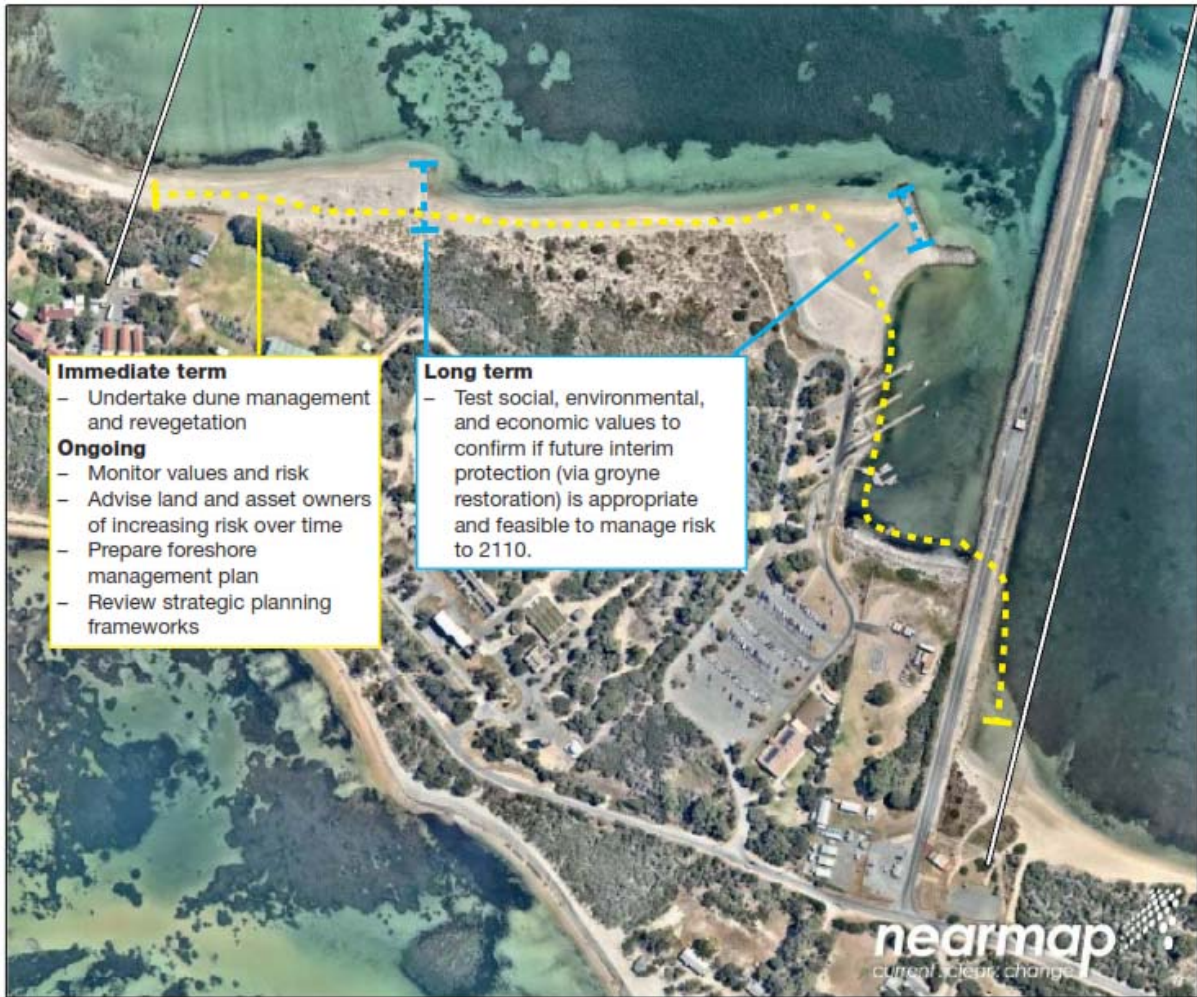 Immediate term
– Undertake dune management
and revegetation
Ongoing
– Monitor values and risk
– Advise land and asset owners
of increasing risk over time
– Prepare foreshore
management plan
– Review strategic planning
frameworks
Long term
– Test social, environmental,
and economic values to
confirm if future interim
protection (via groyne
restoration) is appropriate
and feasible to manage risk
to 2110.
nearmap
current. clear. change